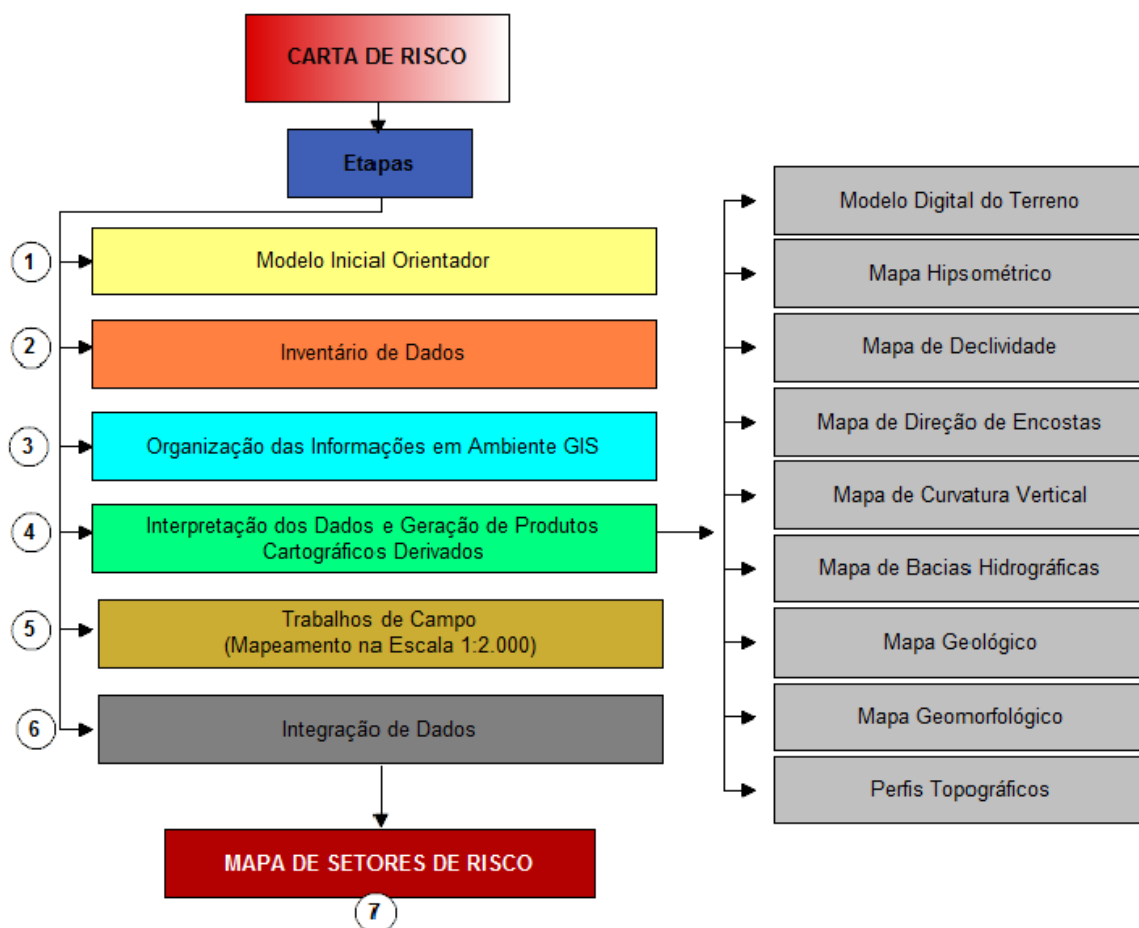 CARTA DE RISCO
Etapas
1
Modelo Inicial Orientador
2
Inventário de Dados
3
Organização das Informações em Ambiente GIS
4
Interpretação dos Dados e Geração de Produtos
Cartográficos Derivados
5
Trabalhos de Campo
(Mapeamento na Escala 1:2.000)
6
Integração de Dados
MAPA DE SETORES DE RISCO
7
Modelo Digital do Terreno
Mapa Hipsométrico
Mapa de Declividade
Mapa de Direção de Encostas
Mapa de Curvatura Vertical
Mapa de Bacias Hidrográficas
Mapa Geológico
Mapa Geomorfológico
Perfis Topográficos